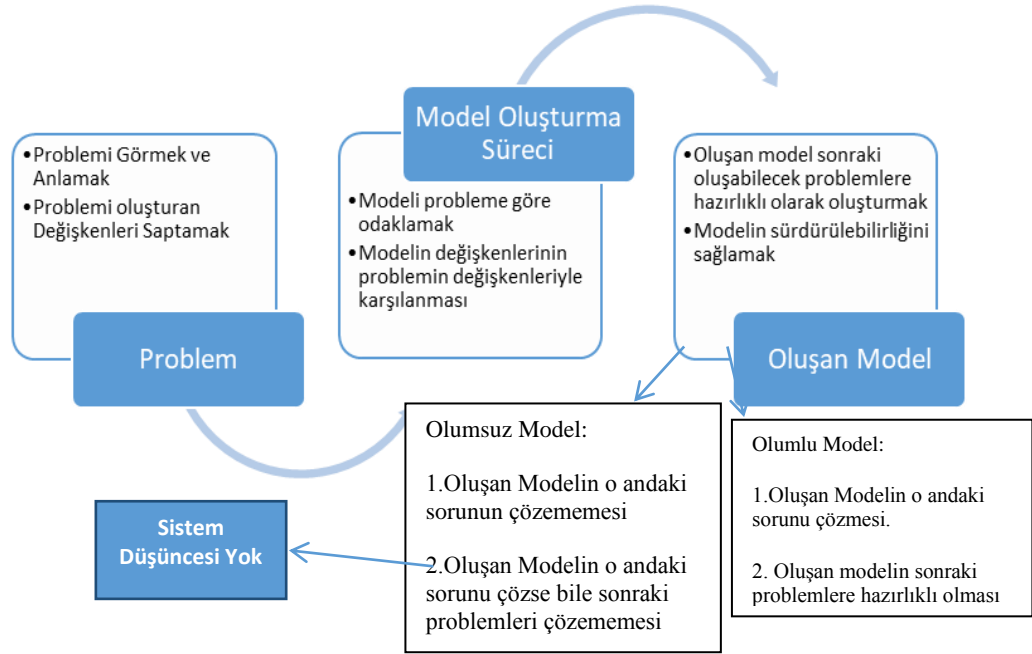 •Problemi Görmek ve
Anlamak
•Problemi oluşturan
Değişkenleri Saptamak
Problem
Model Oluşturma
Süreci
•Modeli probleme göre
odaklamak
•Modelin değişkenlerinin
problemin değişkenleriyle
karşılanması
•Oluşan model sonraki
oluşabilecek problemlere
hazırlıklı olarak oluşturmak
•Modelin sürdürülebilirliğini
sağlamak
Oluşan Model
Olumsuz Model:
1.Oluşan Modelin o andaki
sorunun çözememesi
2.Oluşan Modelin o andaki
sorunu çözse bile sonraki
problemleri çözememesi
Olumlu Model:
1.Oluşan Modelin o andaki
sorunu çözmesi.
2. Oluşan modelin sonraki
problemlere hazırlıklı olması
Sistem
Düşüncesi Yok